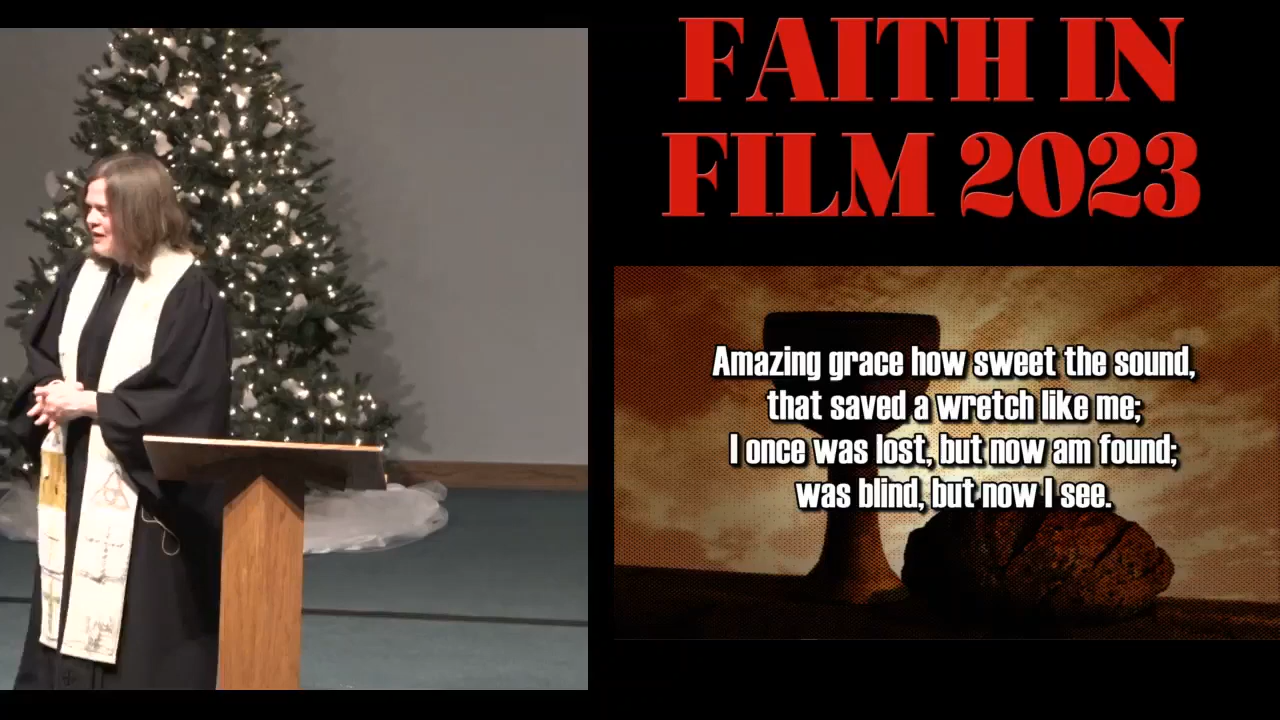 FAITH IN
FILM 2023
Amazing grace how sweet the sound,
that saved a wretch like me;
I once was lost, but now am found;
was blind, but now I see.